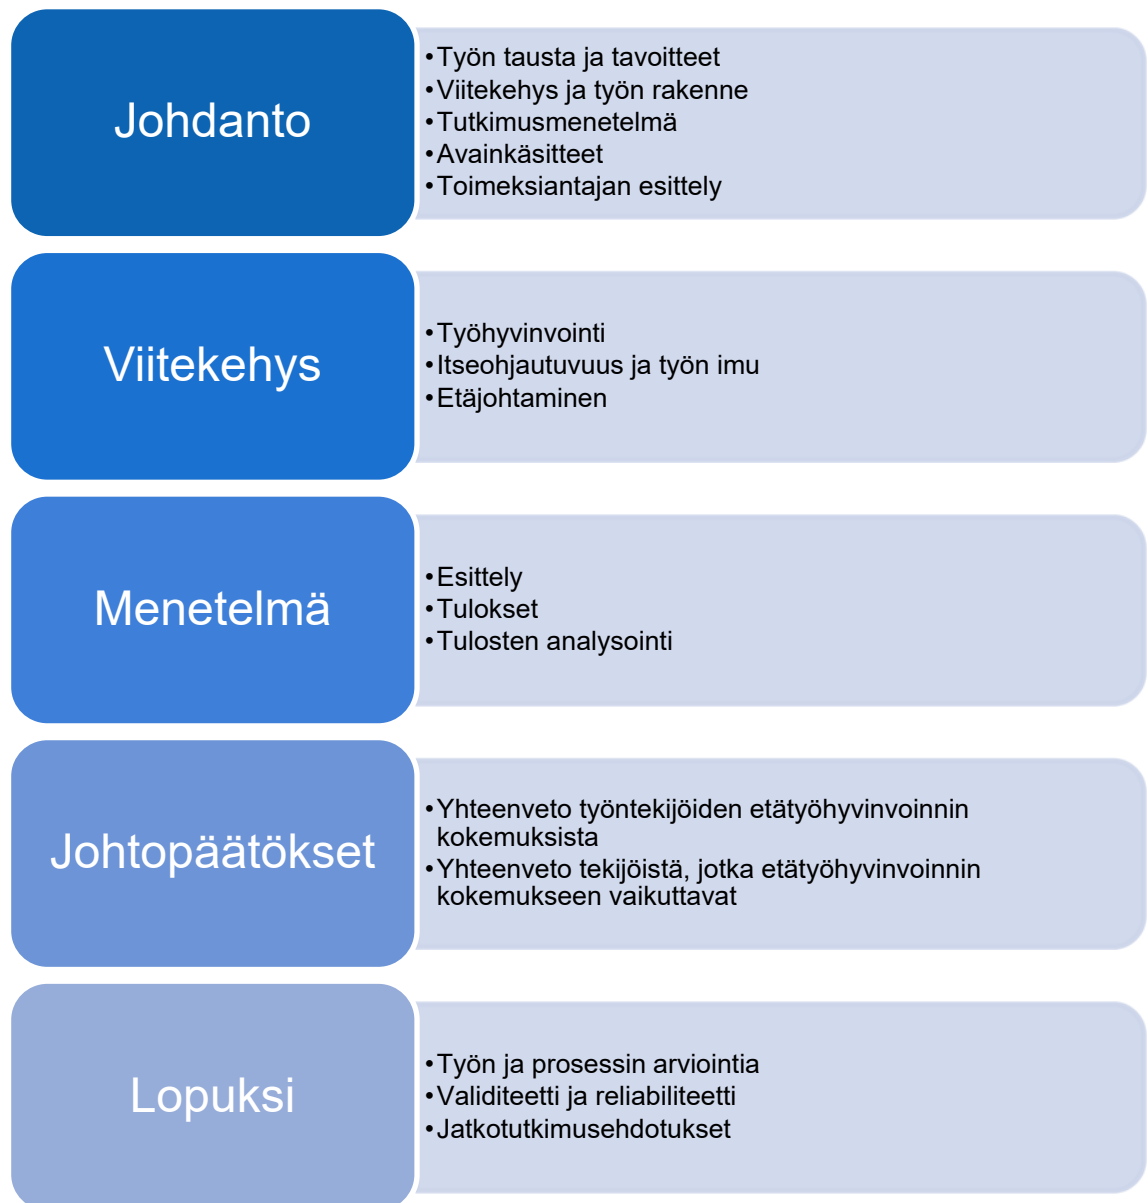 Johdanto
•Työn tausta ja tavoitteet
•Viitekehys ja työn rakenne
•Tutkimusmenetelmä
•Avainkäsitteet
•Toimeksiantajan esittely
Viitekehys
•Työhyvinvointi
•Itseohjautuvuus ja työn imu
•Etäjohtaminen
Menetelmä
•Esittely
•Tulokset
•Tulosten analysointi
Johtopäätökset
•Yhteenveto työntekijöiden etätyöhyvinvoinnin
kokemuksista
•Yhteenveto tekijöistä, jotka etätyöhyvinvoinnin
kokemukseen vaikuttavat
Lopuksi
•Työn ja prosessin arviointia
•Validiteetti ja reliabiliteetti
•Jatkotutkimusehdotukset